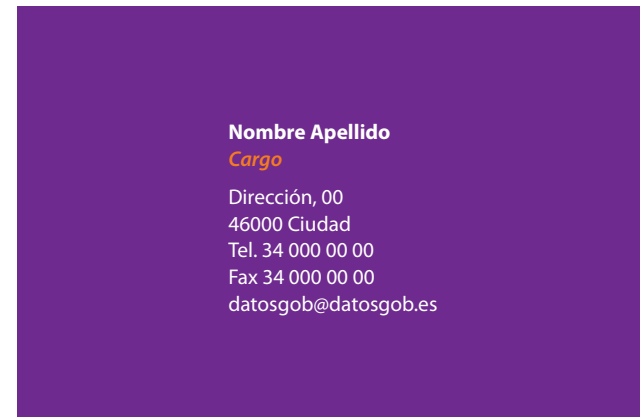 Nombre Apellido
Cargo
Dirección, 00
46000 Ciudad
Tel. 34 000 00 00
Fax 34 000 00 00
datosgob@datosgob.es